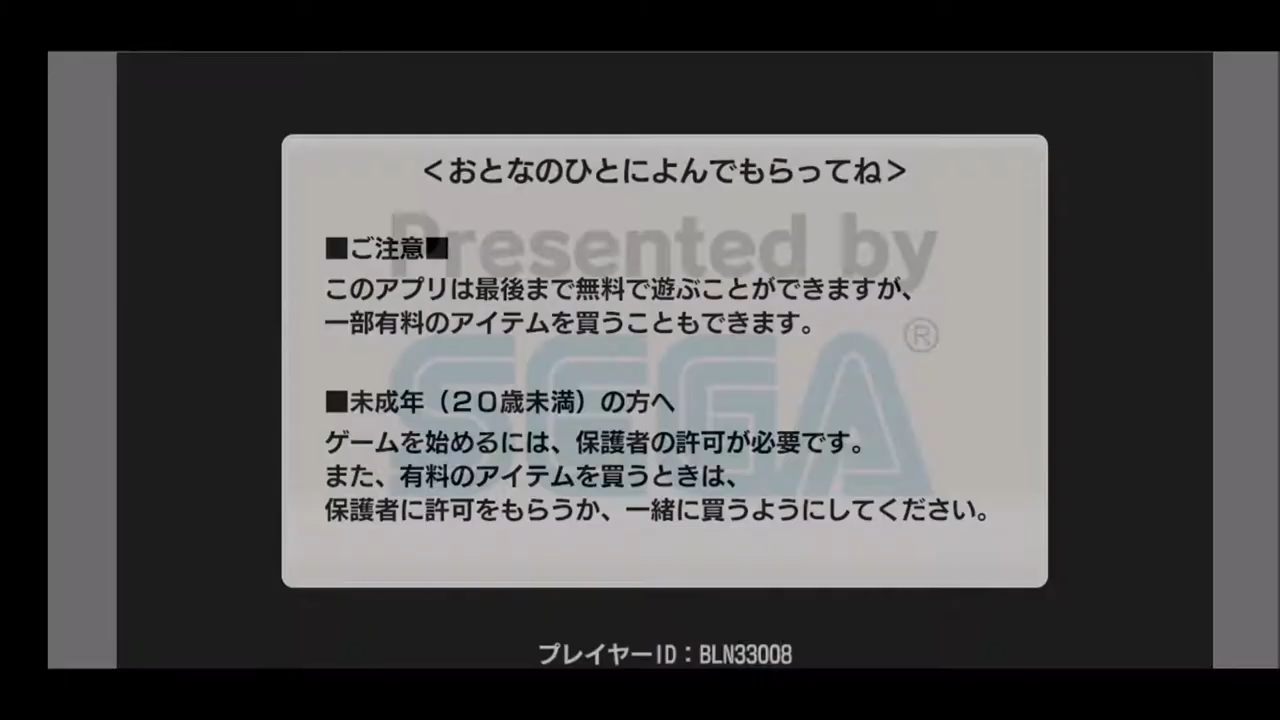 ＜おとなのひとによんでもらってね＞
Presented by
SEGA®
■ご注意■
このアプリは最後まで無料で遊ぶことができますが、
一部有料のアイテムを買うこともできます。
■未成年（２０歳未満）の方へ
ゲームを始めるには、保護者の許可が必要です。
また、有料のアイテムを買うときは、
保護者に許可をもらうか、一緒に買うようにしてください。
プレイヤーID：BLN33008